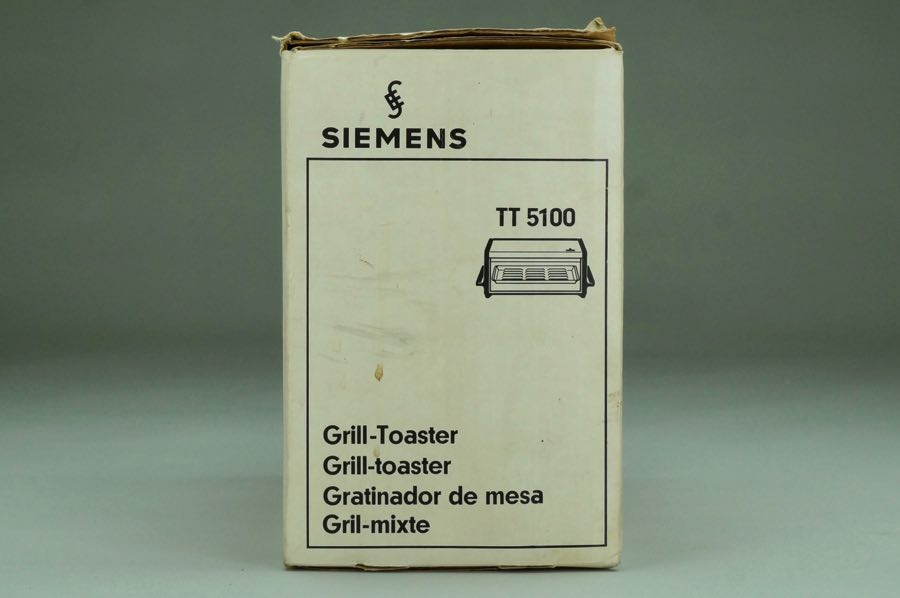 SIEMENS
TT 5100
Grill-Toaster
Grill-toaster
Gratinador de mesa
Gril-mixte